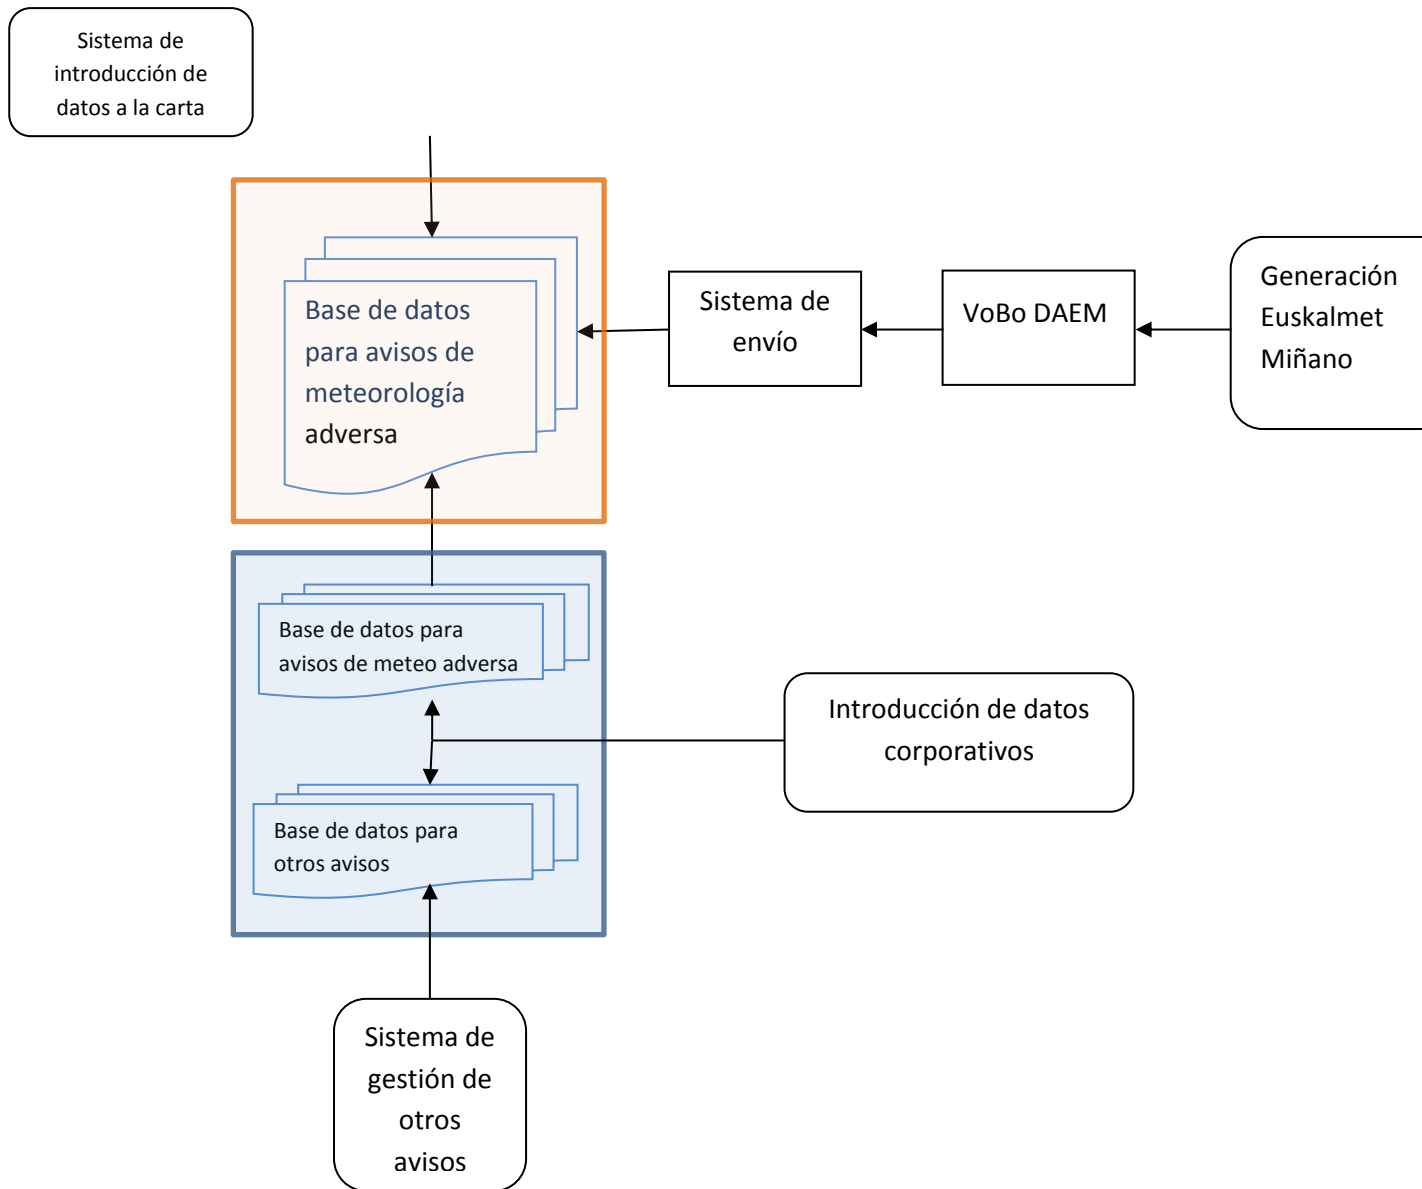 Sistema de
introducción de
datos a la carta
Base de datos
para avisos de
meteorología
adversa
Sistema de
envío
VoBo DAEM
Generación
Euskalmet
Miñano
Base de datos para
avisos de meteo adversa
Introducción de datos
corporativos
Base de datos para
otros avisos
Sistema de
gestión de
otros
avisos